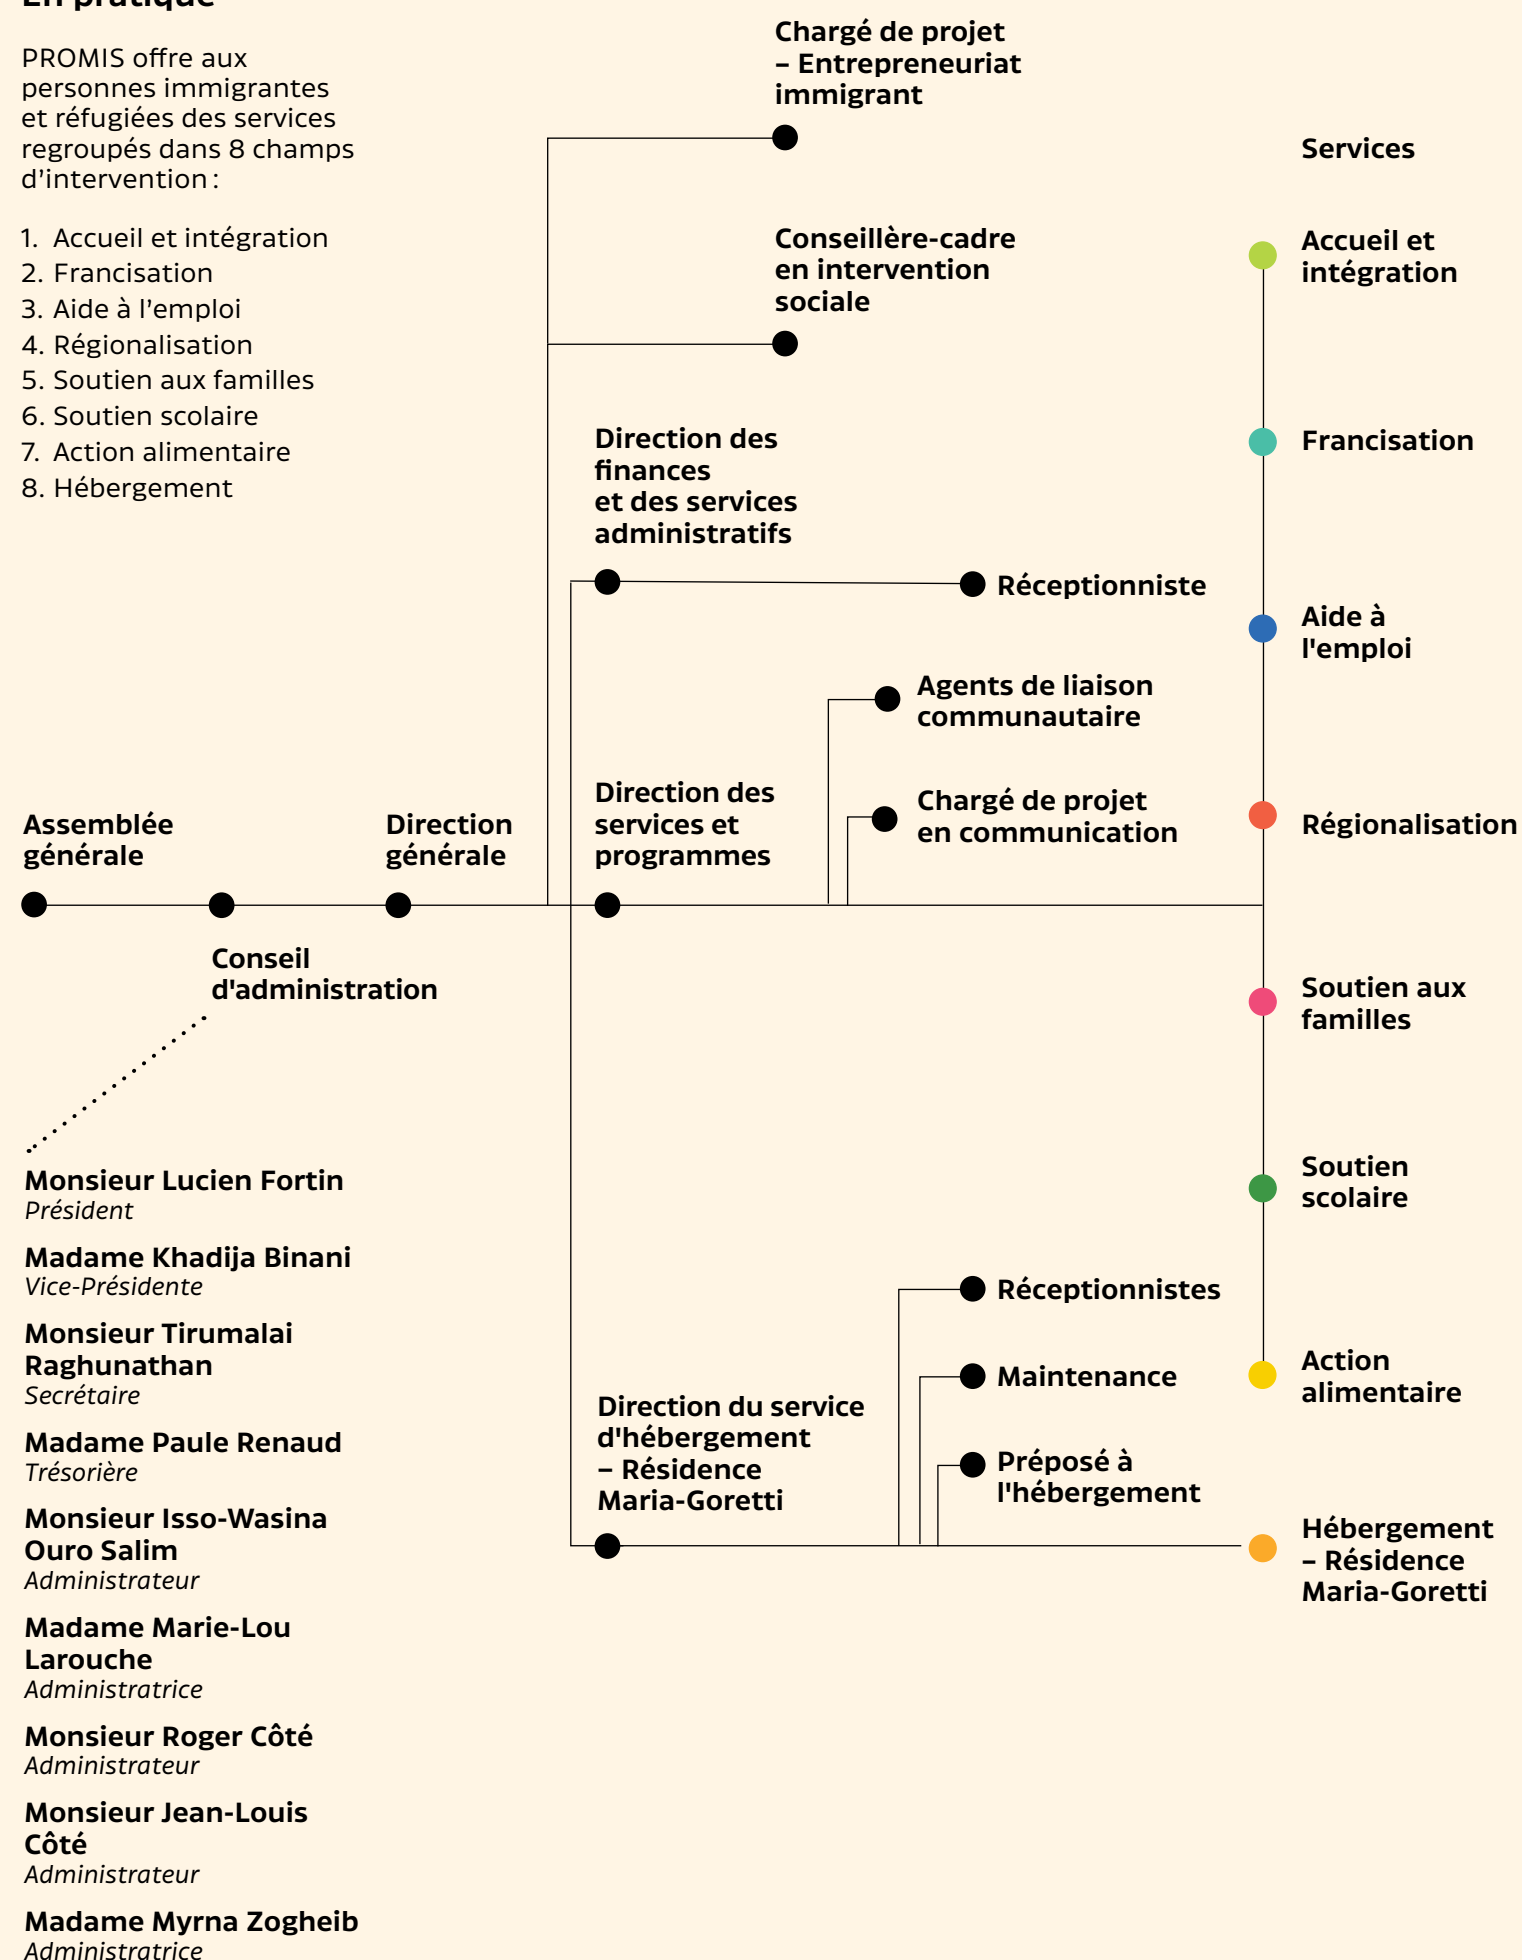 En pratique
PROMIS offre aux
personnes immigrantes
et réfugiées des services
regroupés dans 8 champs
d'intervention :
1. Accueil et intégration
2. Francisation
3. Aide à l'emploi
4. Régionalisation
5. Soutien aux familles
6. Soutien scolaire
7. Action alimentaire
8. Hébergement
Chargé de projet
– Entrepreneuriat
immigrant
Conseillère-cadre
en intervention
sociale
Direction des
finances
et des services
administratifs
Réceptionniste
Agents de liaison
communautaire
Chargé de projet
en communication
Direction des
services et
programmes
Assemblée
générale
Direction
générale
Conseil
d'administration
Monsieur Lucien Fortin
Président
Madame Khadija Binani
Vice-Présidente
Monsieur Tirumalai
Raghunathan
Secrétaire
Madame Paule Renaud
Trésorière
Monsieur Isso-Wasina
Ouro Salim
Administrateur
Madame Marie-Lou
Larouche
Administratrice
Monsieur Roger Côté
Administrateur
Monsieur Jean-Louis
Côté
Administrateur
Madame Myrna Zogheib
Administratrice
Réceptionnistes
Maintenance
Préposé à
l'hébergement
Direction du service
d'hébergement
– Résidence
Maria-Goretti
Services
Accueil et
intégration
Francisation
Aide à
l'emploi
Régionalisation
Soutien aux
familles
Soutien
scolaire
Action
alimentaire
Hébergement
– Résidence
Maria-Goretti